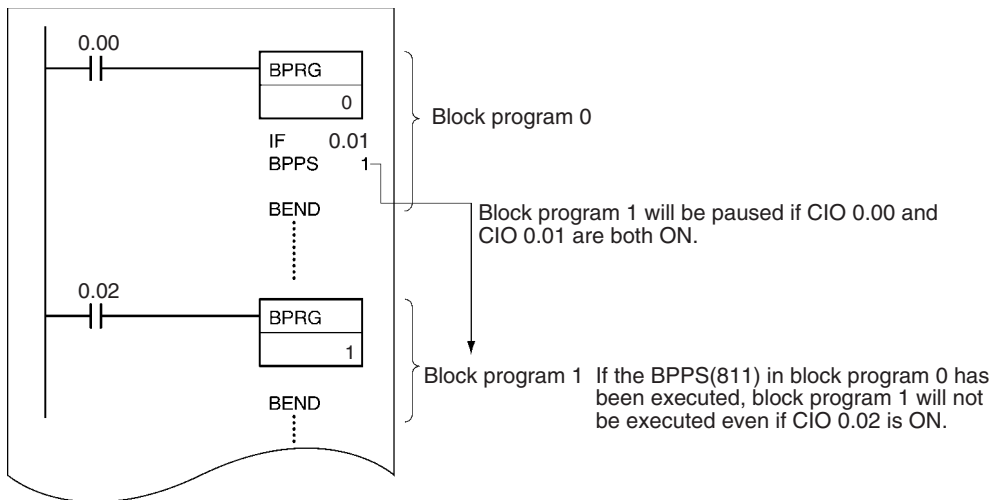 0.00
BPRG
0
Block program 0
IF 0.01
BPPS 1
BEND
Block program 1 will be paused if CIO 0.00 and
CIO 0.01 are both ON.
0.02
BPRG
1
Block program 1
If the BPPS(811) in block program 0 has
been executed, block program 1 will not
be executed even if CIO 0.02 is ON.
BEND